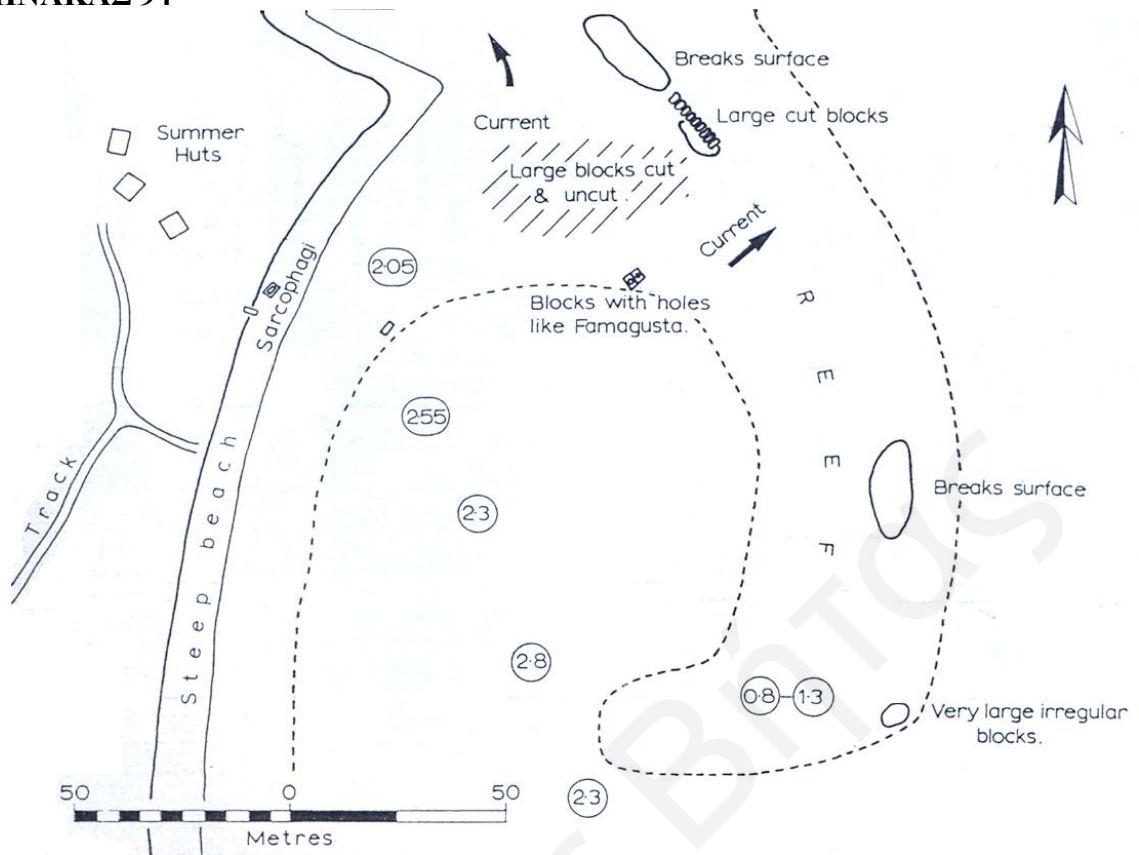 Breaks surface
Large cut blocks
Current
Summer
Huts
Large blocks cut
& uncut.
Current
Sarcophagi
2·05
Blocks with holes
like Famagusta.
REEF
2·55
Steep beach
Track
2·3
Breaks surface
2·8
0·8–1·3
Very large irregular
blocks.
50 0 50
2·3
Metres
ς Βήτας